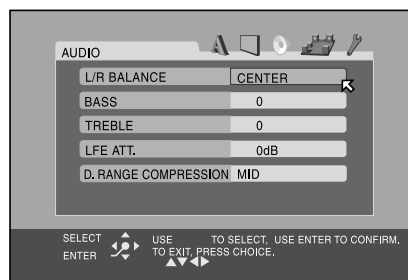 AUDIO
L/R BALANCE CENTER
BASS 0
TREBLE 0
LFE ATT. 0dB
D. RANGE COMPRESSION MID
SELECT USE TO SELECT, USE ENTER TO CONFIRM.
ENTER TO EXIT, PRESS CHOICE.